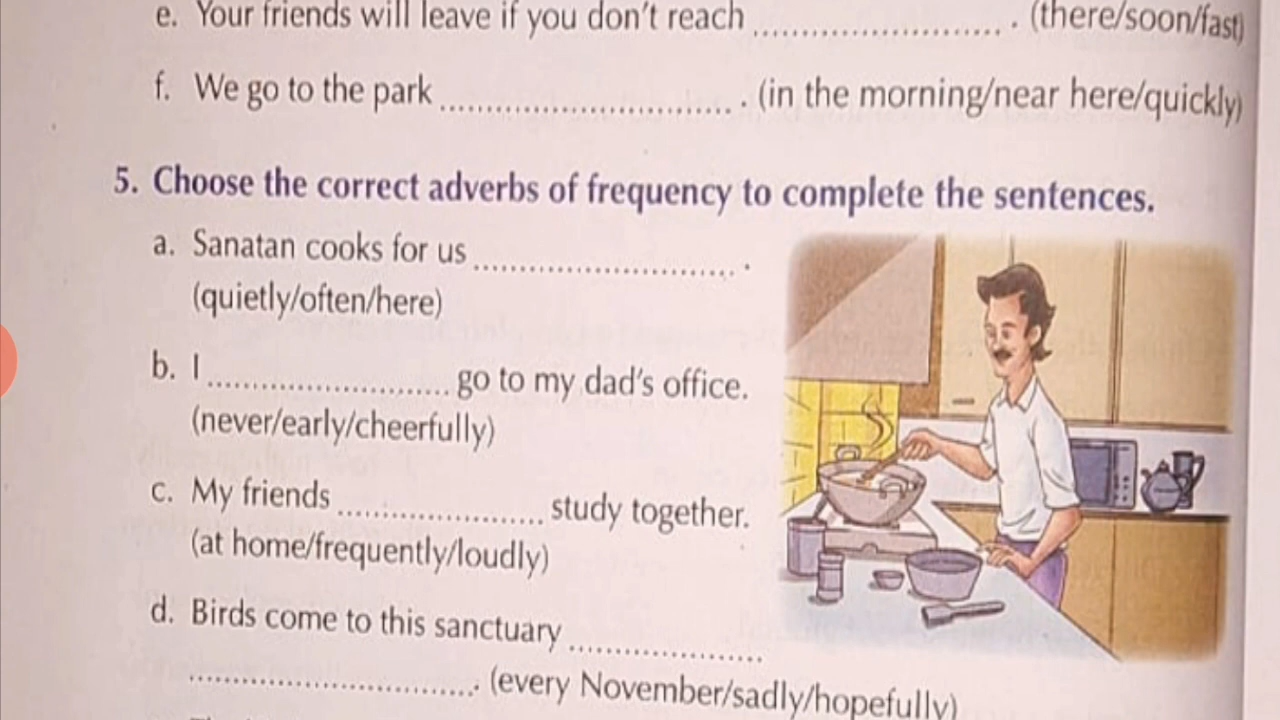 e. Your friends will leave if you don't reach ............................ . (there/soon/fast)
f. We go to the park ................................. . (in the morning/near here/quickly)
5. Choose the correct adverbs of frequency to complete the sentences.
a. Sanatan cooks for us .............................. .
(quietly/often/here)
b. I ............................ go to my dad's office.
(never/early/cheerfully)
c. My friends ........................ study together.
(at home/frequently/loudly)
d. Birds come to this sanctuary ......................
.................................. (every November/sadly/hopefully)